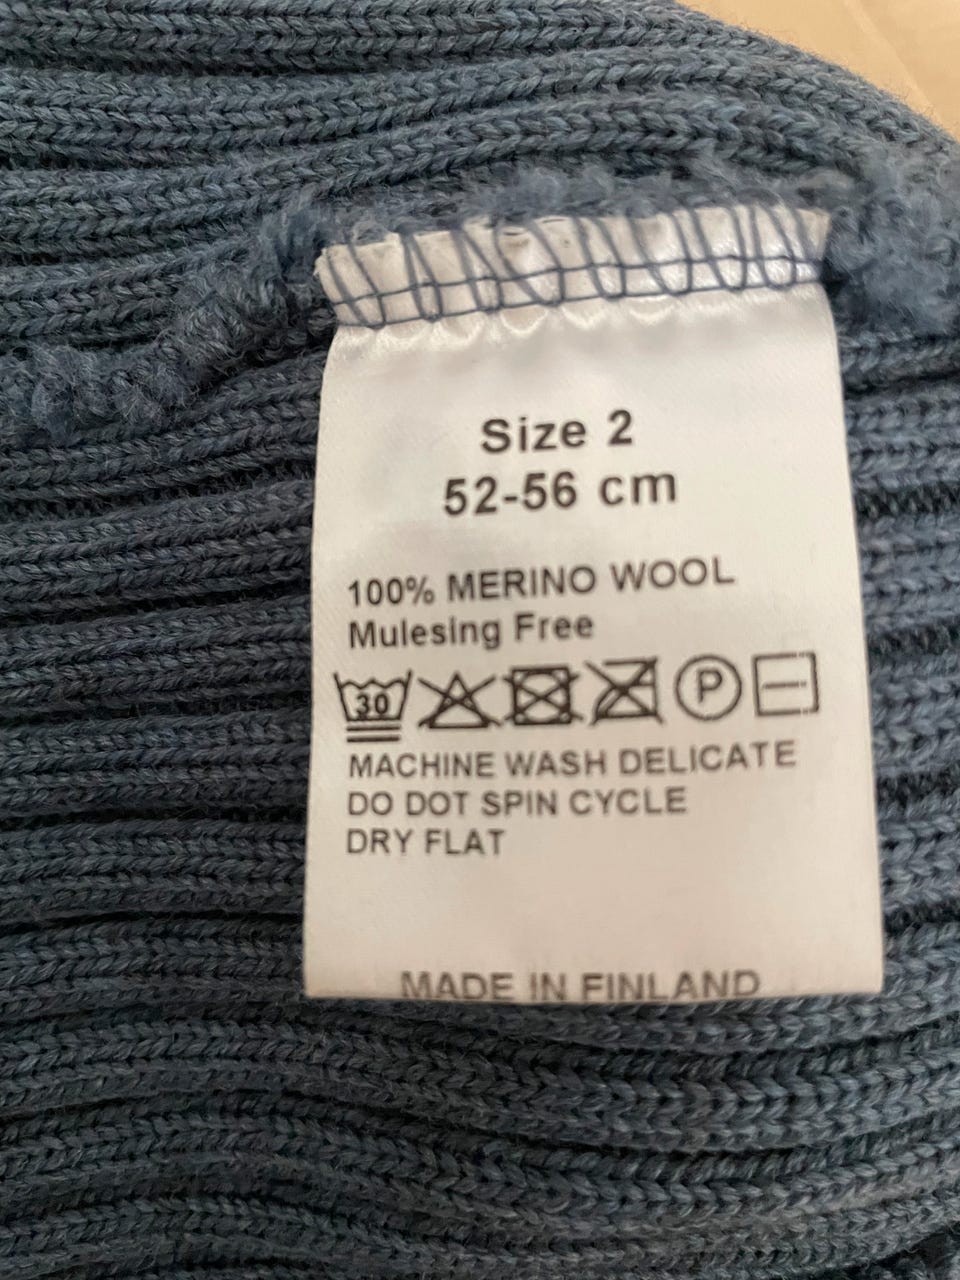 Size 2
52-56 cm
100% MERINO WOOL
Mulesing Free
30 P
MACHINE WASH DELICATE
DO DOT SPIN CYCLE
DRY FLAT
MADE IN FINLAND